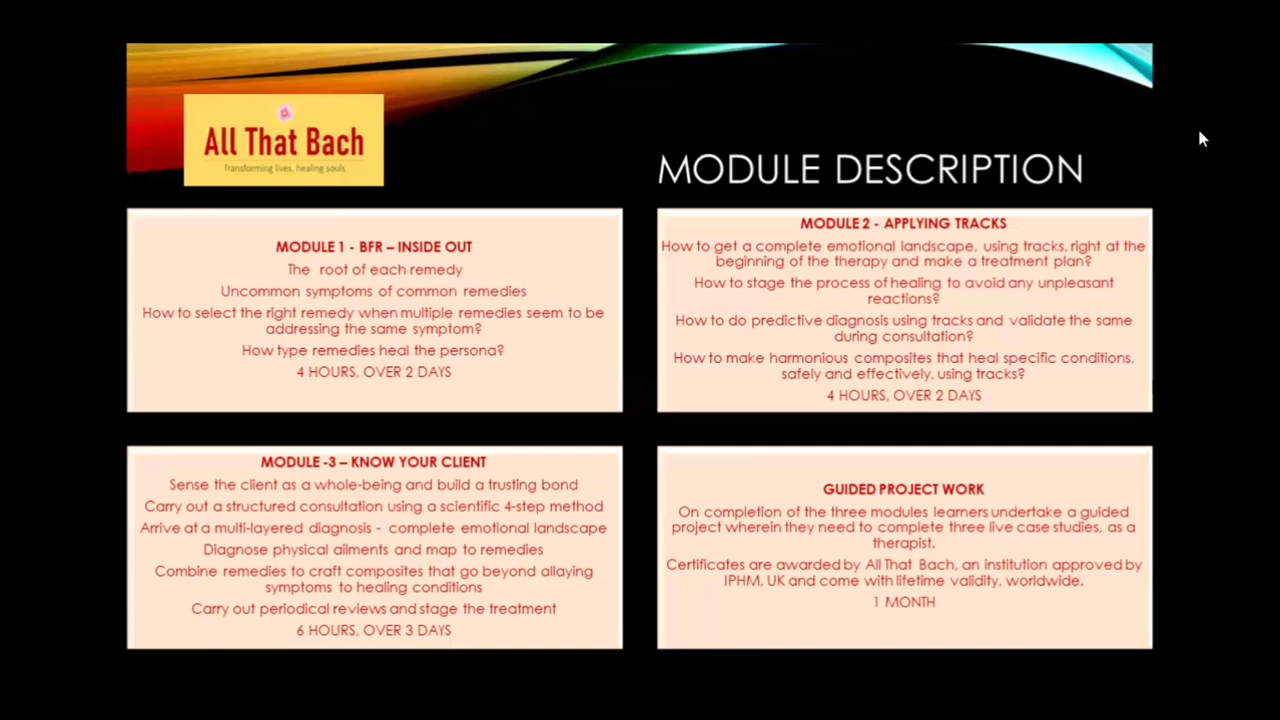 All That Bach
Transforming lives, healing souls
MODULE DESCRIPTION
MODULE 1 - BFR – INSIDE OUT
The root of each remedy
Uncommon symptoms of common remedies
How to select the right remedy when multiple remedies seem to be
addressing the same symptom?
How type remedies heal the persona?
4 HOURS, OVER 2 DAYS
MODULE 2 - APPLYING TRACKS
How to get a complete emotional landscape, using tracks, right at the
beginning of the therapy and make a treatment plan?
How to stage the process of healing to avoid any unpleasant
reactions?
How to do predictive diagnosis using tracks and validate the same
during consultation?
How to make harmonious composites that heal specific conditions,
safely and effectively, using tracks?
4 HOURS, OVER 2 DAYS
MODULE -3 – KNOW YOUR CLIENT
Sense the client as a whole-being and build a trusting bond
Carry out a structured consultation using a scientific 4-step method
Arrive at a multi-layered diagnosis - complete emotional landscape
Diagnose physical ailments and map to remedies
Combine remedies to craft composites that go beyond allaying
symptoms to healing conditions
Carry out periodical reviews and stage the treatment
6 HOURS, OVER 3 DAYS
GUIDED PROJECT WORK
On completion of the three modules learners undertake a guided
project wherein they need to complete three live case studies, as a
therapist.
Certificates are awarded by All That Bach, an institution approved by
IPHM, UK and come with lifetime validity, worldwide.
1 MONTH